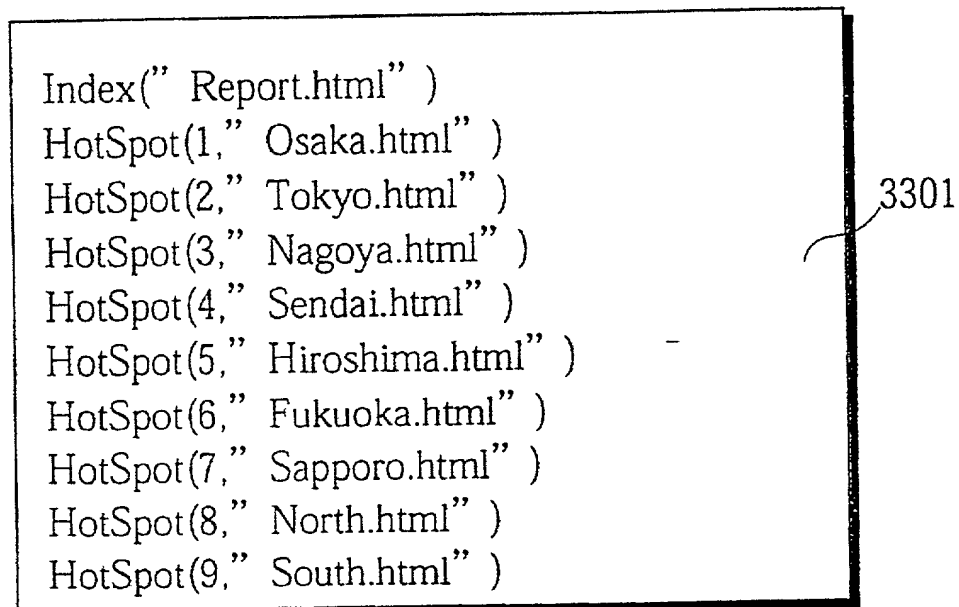 Index(” Report.html” )
HotSpot(1,” Osaka.html” )
HotSpot(2,” Tokyo.html” )
HotSpot(3,” Nagoya.html” )
HotSpot(4,” Sendai.html” )
HotSpot(5,” Hiroshima.html” )
HotSpot(6,” Fukuoka.html” )
HotSpot(7,” Sapporo.html” )
HotSpot(8,” North.html” )
HotSpot(9,” South.html” )
3301